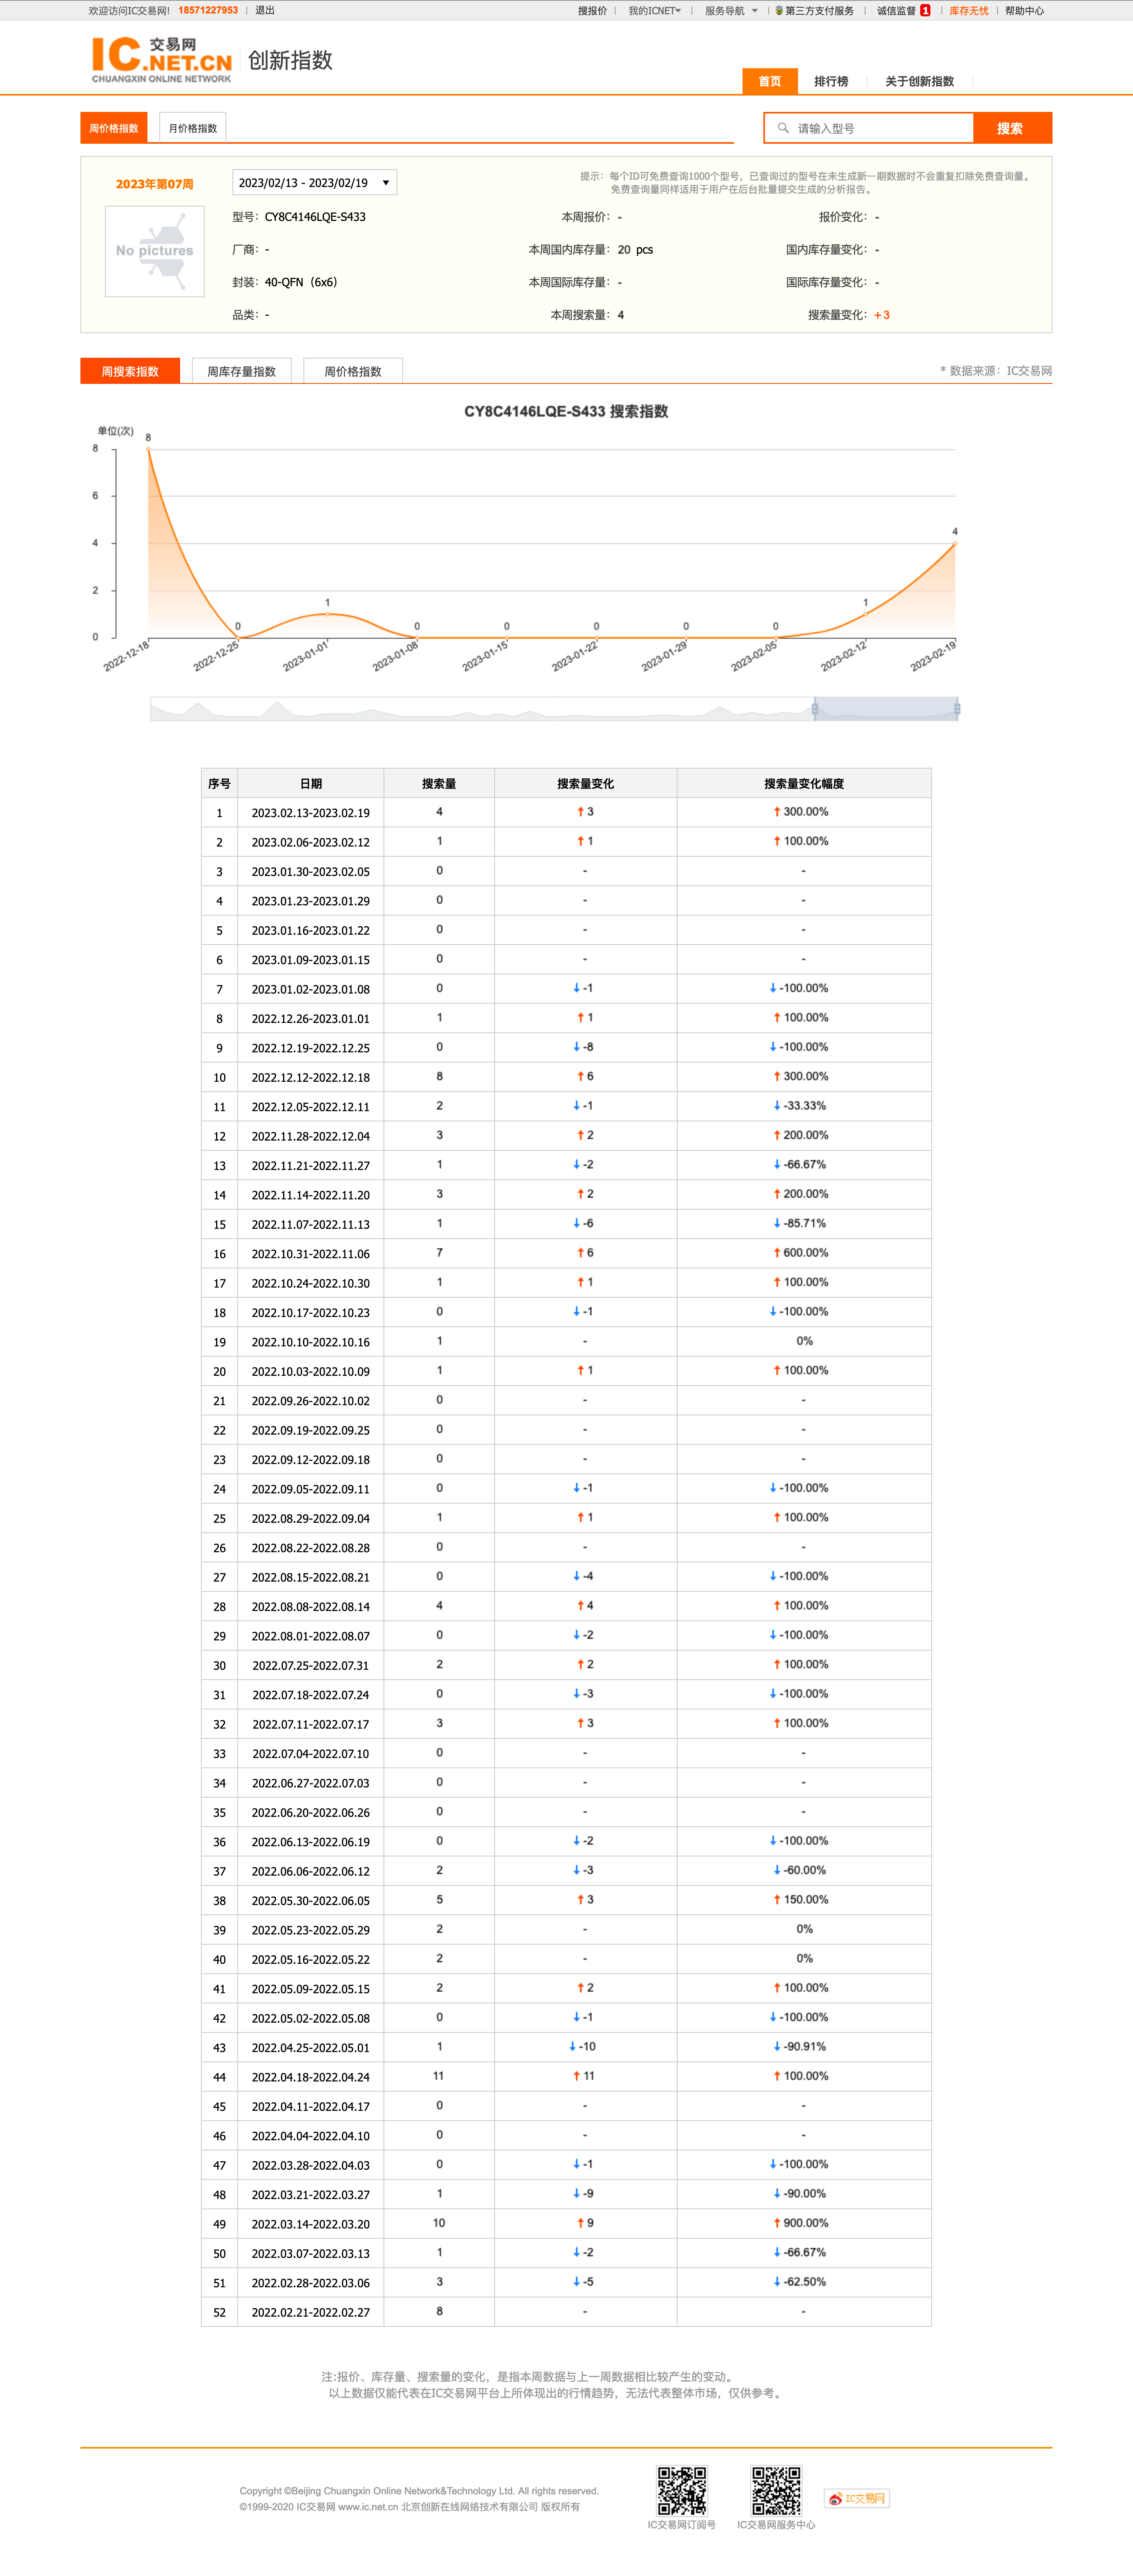 欢迎访问IC交易网! 18571227953 | 退出 搜报价 | 我的ICNET | 服务导航 | 第三方支付服务 | 诚信监督 1 | 库存无忧 | 帮助中心
IC交易网
.NET.CN
CHUANGXIN ONLINE NETWORK
创新指数
首页 排行榜 关于创新指数
周价格指数 月价格指数 请输入型号 搜索
2023年第07周 2023/02/13 - 2023/02/19
提示：每个ID可免费查询1000个型号，已查询过的型号在未生成新一期数据时不会重复扣除免费查询量。
免费查询量同样适用于用户在后台批量提交生成的分析报告。
No pictures
型号：CY8C4146LQE-S433 本周报价：- 报价变化：-
厂商：- 本周国内库存量：20 pcs 国内库存量变化：-
封装：40-QFN（6x6） 本周国际库存量：- 国际库存量变化：-
品类：- 本周搜索量：4 搜索量变化：+3
周搜索指数 周库存量指数 周价格指数 * 数据来源：IC交易网
CY8C4146LQE-S433 搜索指数
单位(次)
8
6
4
2
0
8 0 1 0 0 0 0 0 1 4
2022-12-18 2022-12-25 2023-01-01 2023-01-08 2023-01-15 2023-01-22 2023-01-29 2023-02-05 2023-02-12 2023-02-19
序号 日期 搜索量 搜索量变化 搜索量变化幅度
1 2023.02.13-2023.02.19 4 ↑3 ↑300.00%
2 2023.02.06-2023.02.12 1 ↑1 ↑100.00%
3 2023.01.30-2023.02.05 0 - -
4 2023.01.23-2023.01.29 0 - -
5 2023.01.16-2023.01.22 0 - -
6 2023.01.09-2023.01.15 0 - -
7 2023.01.02-2023.01.08 0 ↓-1 ↓-100.00%
8 2022.12.26-2023.01.01 1 ↑1 ↑100.00%
9 2022.12.19-2022.12.25 0 ↓-8 ↓-100.00%
10 2022.12.12-2022.12.18 8 ↑6 ↑300.00%
11 2022.12.05-2022.12.11 2 ↓-1 ↓-33.33%
12 2022.11.28-2022.12.04 3 ↑2 ↑200.00%
13 2022.11.21-2022.11.27 1 ↓-2 ↓-66.67%
14 2022.11.14-2022.11.20 3 ↑2 ↑200.00%
15 2022.11.07-2022.11.13 1 ↓-6 ↓-85.71%
16 2022.10.31-2022.11.06 7 ↑6 ↑600.00%
17 2022.10.24-2022.10.30 1 ↑1 ↑100.00%
18 2022.10.17-2022.10.23 0 ↓-1 ↓-100.00%
19 2022.10.10-2022.10.16 1 - 0%
20 2022.10.03-2022.10.09 1 ↑1 ↑100.00%
21 2022.09.26-2022.10.02 0 - -
22 2022.09.19-2022.09.25 0 - -
23 2022.09.12-2022.09.18 0 - -
24 2022.09.05-2022.09.11 0 ↓-1 ↓-100.00%
25 2022.08.29-2022.09.04 1 ↑1 ↑100.00%
26 2022.08.22-2022.08.28 0 - -
27 2022.08.15-2022.08.21 0 ↓-4 ↓-100.00%
28 2022.08.08-2022.08.14 4 ↑4 ↑100.00%
29 2022.08.01-2022.08.07 0 ↓-2 ↓-100.00%
30 2022.07.25-2022.07.31 2 ↑2 ↑100.00%
31 2022.07.18-2022.07.24 0 ↓-3 ↓-100.00%
32 2022.07.11-2022.07.17 3 ↑3 ↑100.00%
33 2022.07.04-2022.07.10 0 - -
34 2022.06.27-2022.07.03 0 - -
35 2022.06.20-2022.06.26 0 - -
36 2022.06.13-2022.06.19 0 ↓-2 ↓-100.00%
37 2022.06.06-2022.06.12 2 ↓-3 ↓-60.00%
38 2022.05.30-2022.06.05 5 ↑3 ↑150.00%
39 2022.05.23-2022.05.29 2 - 0%
40 2022.05.16-2022.05.22 2 - 0%
41 2022.05.09-2022.05.15 2 ↑2 ↑100.00%
42 2022.05.02-2022.05.08 0 ↓-1 ↓-100.00%
43 2022.04.25-2022.05.01 1 ↓-10 ↓-90.91%
44 2022.04.18-2022.04.24 11 ↑11 ↑100.00%
45 2022.04.11-2022.04.17 0 - -
46 2022.04.04-2022.04.10 0 - -
47 2022.03.28-2022.04.03 0 ↓-1 ↓-100.00%
48 2022.03.21-2022.03.27 1 ↓-9 ↓-90.00%
49 2022.03.14-2022.03.20 10 ↑9 ↑900.00%
50 2022.03.07-2022.03.13 1 ↓-2 ↓-66.67%
51 2022.02.28-2022.03.06 3 ↓-5 ↓-62.50%
52 2022.02.21-2022.02.27 8 - -
注:报价、库存量、搜索量的变化，是指本周数据与上一周数据相比较产生的变动。
以上数据仅能代表在IC交易网平台上所体现出的行情趋势，无法代表整体市场，仅供参考。
Copyright ©Beijing Chuangxin Online Network&Technology Ltd. All rights reserved.
©1999-2020 IC交易网 www.ic.net.cn 北京创新在线网络技术有限公司 版权所有
IC交易网订阅号 IC交易网服务中心 IC交易网